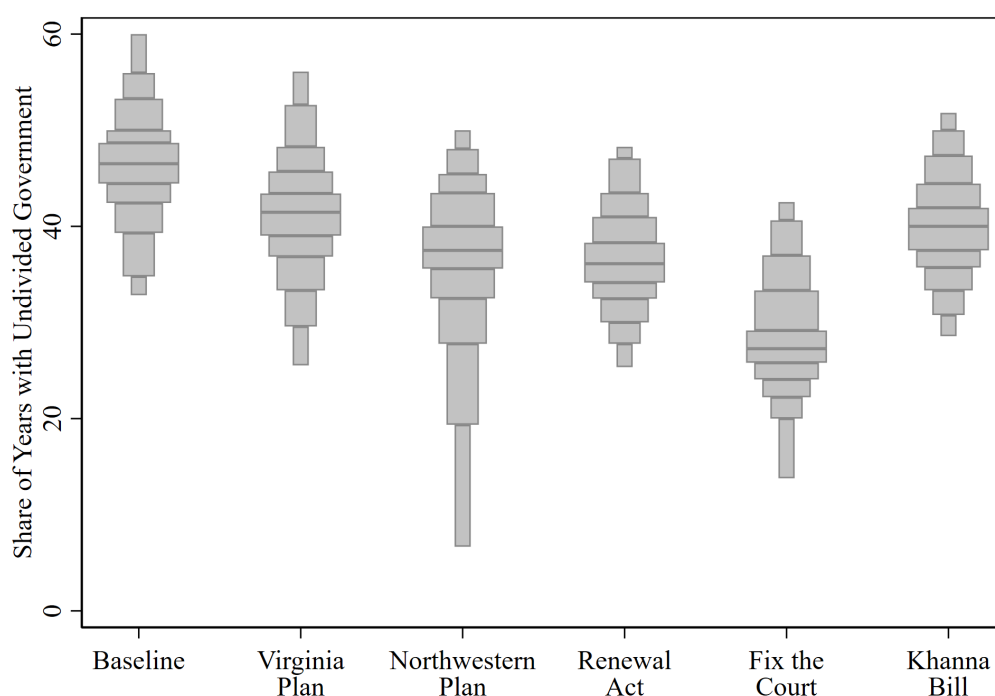 Share of Years with Undivided Government
60
40
20
0
Baseline
Virginia
Plan
Northwestern
Plan
Renewal
Act
Fix the
Court
Khanna
Bill